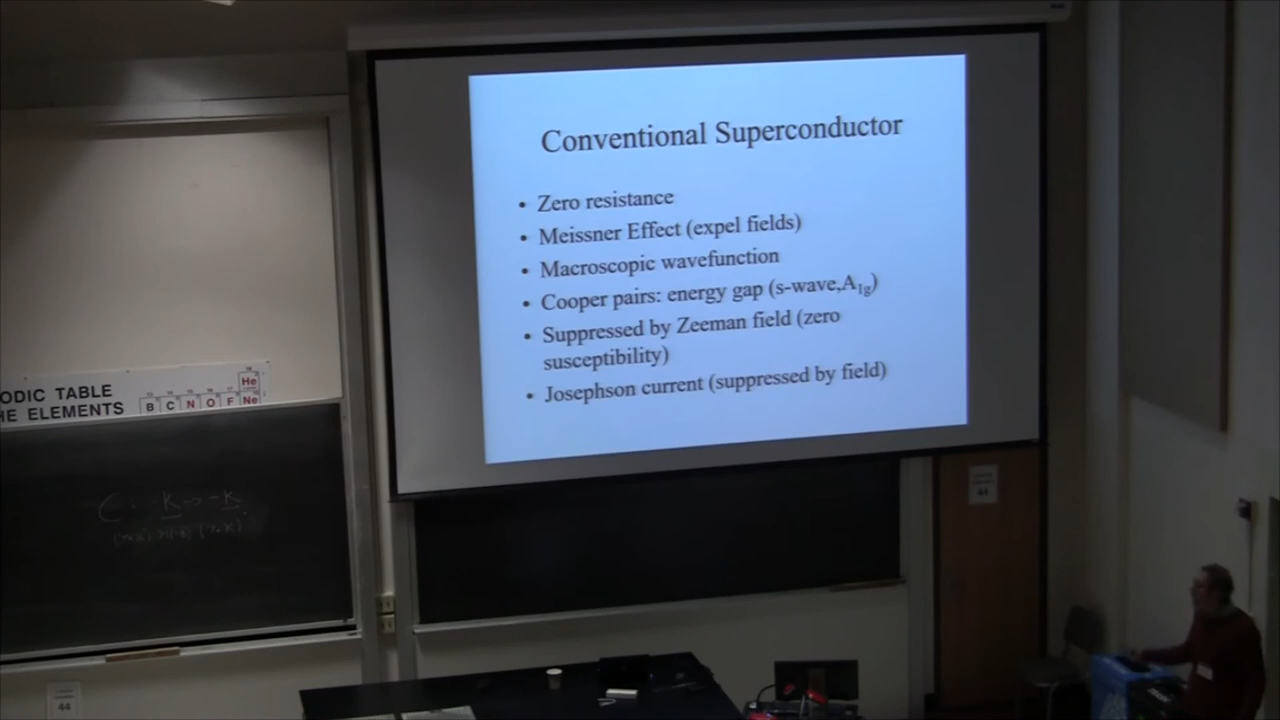 Conventional Superconductor
• Zero resistance
• Meissner Effect (expel fields)
• Macroscopic wavefunction
• Cooper pairs: energy gap (s-wave,A1g)
• Suppressed by Zeeman field (zero
susceptibility)
• Josephson current (suppressed by field)
ODIC TABLE
HE ELEMENTS
He
B C N O F Ne
44
44